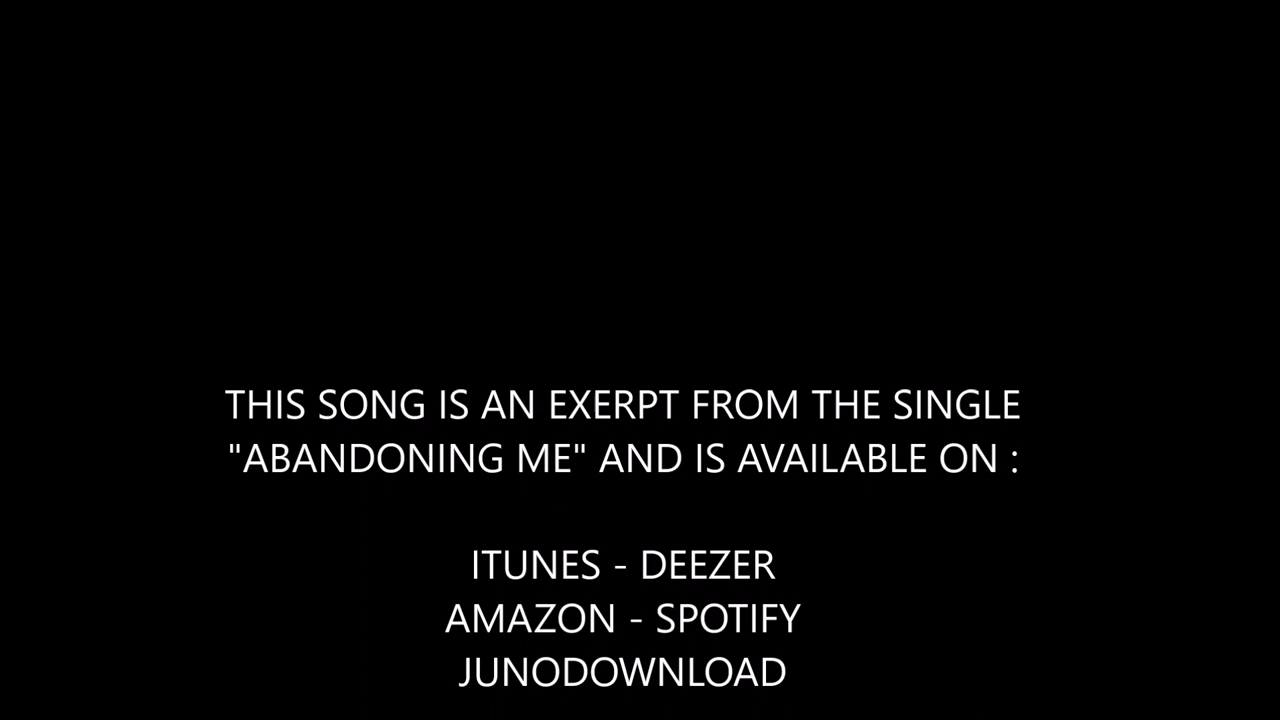 THIS SONG IS AN EXERPT FROM THE SINGLE
"ABANDONING ME" AND IS AVAILABLE ON :
ITUNES - DEEZER
AMAZON - SPOTIFY
JUNODOWNLOAD